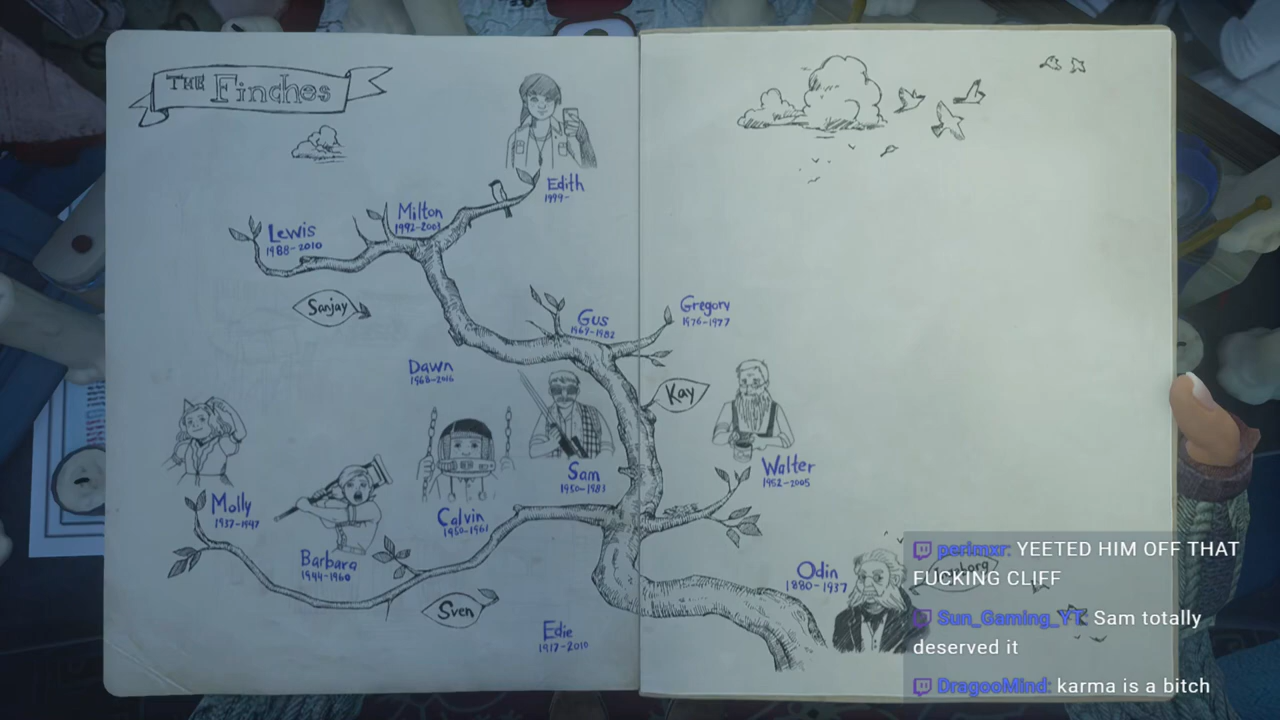 THE Finches
Edith
1999-
Milton
1992-2003
Lewis
1988-2010
Sanjay
Gus
1969-1982
Gregory
1976-1977
Dawn
1968-2016
Kay
Sam
1950-1983
Walter
1952-2005
Molly
1937-1947
Calvin
1950-1961
Barbara
1944-1960
Sven
Edie
1917-2010
Odin
1880-1937
perimxr: YEETED HIM OFF THAT
FUCKING CLIFF
Sun_Gaming_YT: Sam totally
deserved it
DragooMind: karma is a bitch